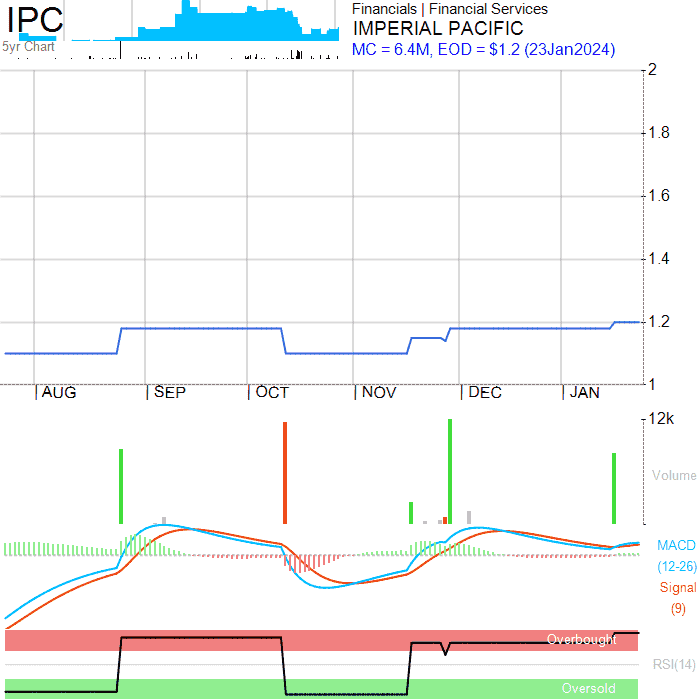 IPC
5yr Chart
Financials | Financial Services
IMPERIAL PACIFIC
MC = 6.4M, EOD = $1.2 (23Jan2024)
2
1.8
1.6
1.4
1.2
1
| AUG | SEP | OCT | NOV | DEC | JAN
12k
Volume
MACD
(12-26)
Signal
(9)
Overbought
RSI(14)
Oversold